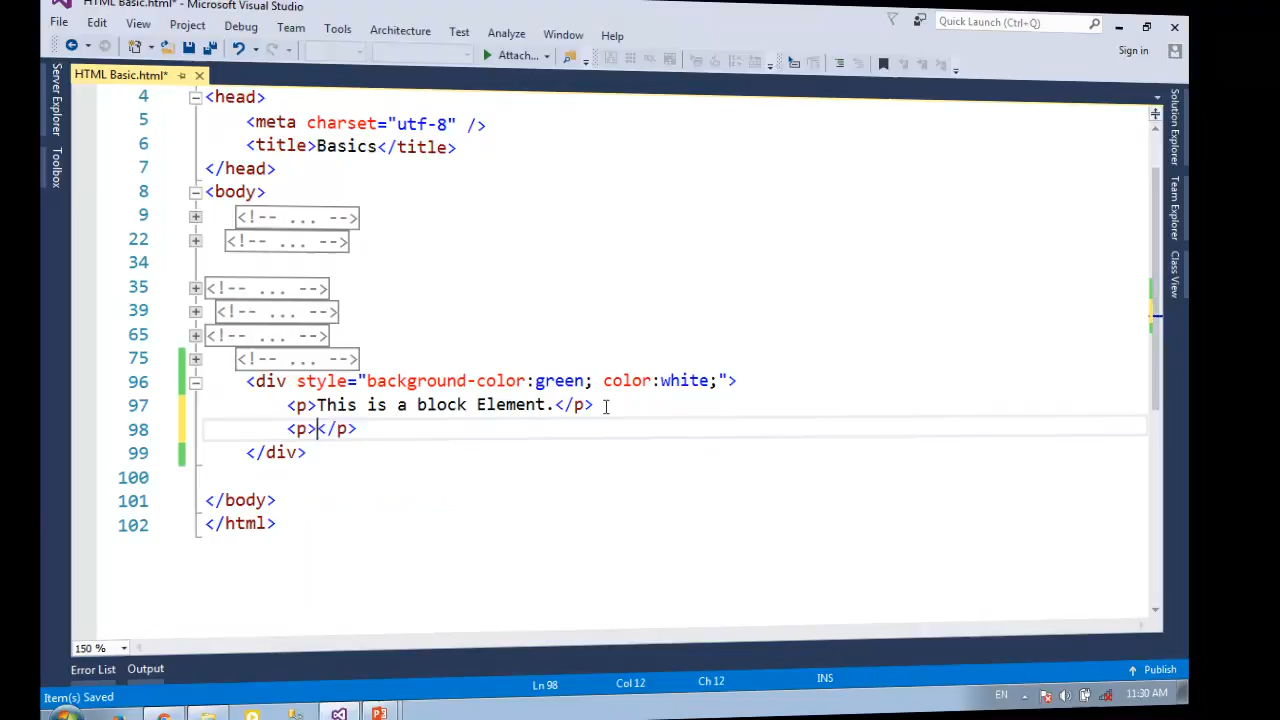 HTML Basic.html* - Microsoft Visual Studio
Quick Launch (Ctrl+Q)
File Edit View Project Debug Team Tools Architecture Test Analyze Window Help
Sign in
Attach...
HTML Basic.html*
Server Explorer
Toolbox
Solution Explorer
Team Explorer
Class View
4 <head>
5 <meta charset="utf-8" />
6 <title>Basics</title>
7 </head>
8 <body>
9 <!-- ... -->
22 <!-- ... -->
34
35 <!-- ... -->
39 <!-- ... -->
65 <!-- ... -->
75 <!-- ... -->
96 <div style="background-color:green; color:white;">
97 <p>This is a block Element.</p>
98 <p></p>
99 </div>
100
101 </body>
102 </html>
150 %
Error List Output
Publish
Item(s) Saved
Ln 98 Col 12 Ch 12 INS
EN 11:30 AM